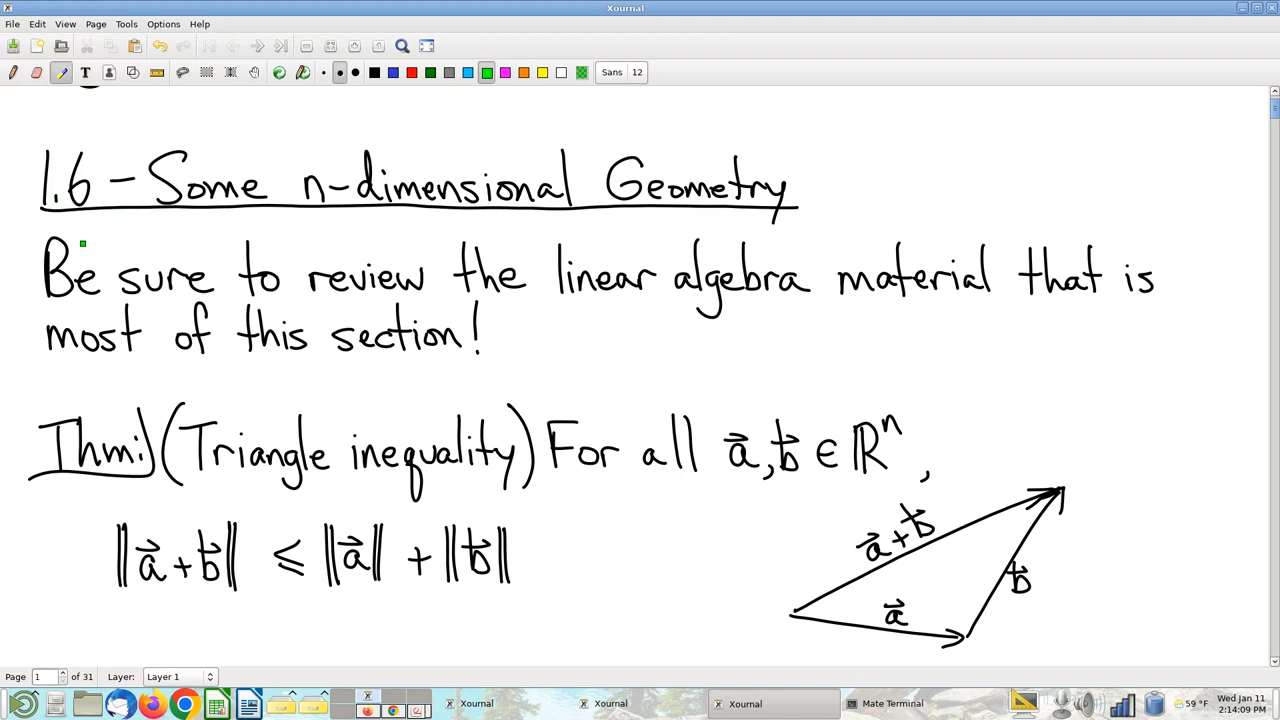 Xournal
File Edit View Page Tools Options Help
Sans 12
1.6 - Some n-dimensional Geometry
Be sure to review the linear algebra material that is
most of this section!
Thm: (Triangle inequality) For all a⃗, b⃗ ∈ ℝⁿ,
‖a⃗ + b⃗‖ ≤ ‖a⃗‖ + ‖b⃗‖
a⃗ + b⃗
b⃗
a⃗
Page 1 of 31 Layer: Layer 1
Xournal Xournal Xournal Mate Terminal 59 °F Wed Jan 11
2:14:09 PM